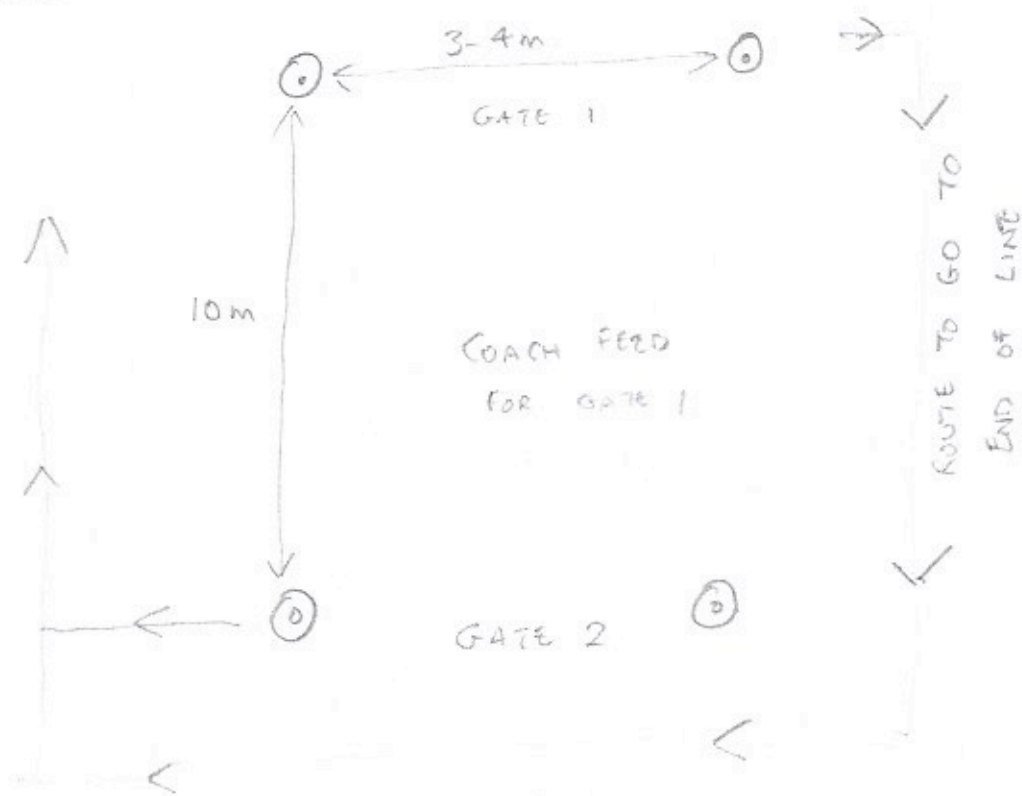 3-4m
GATE 1
10m
COACH FEED
FOR GATE 1
GATE 2
ROUTE TO GO TO
END OF LINE